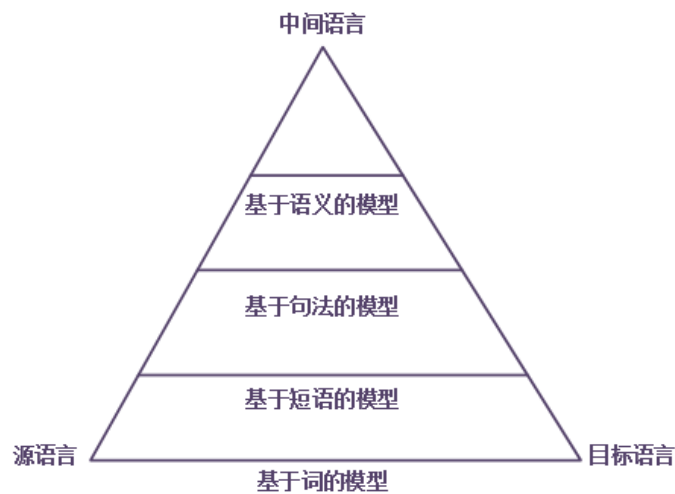 中间语言
基于语义的模型
基于句法的模型
基于短语的模型
源语言
目标语言
基于词的模型